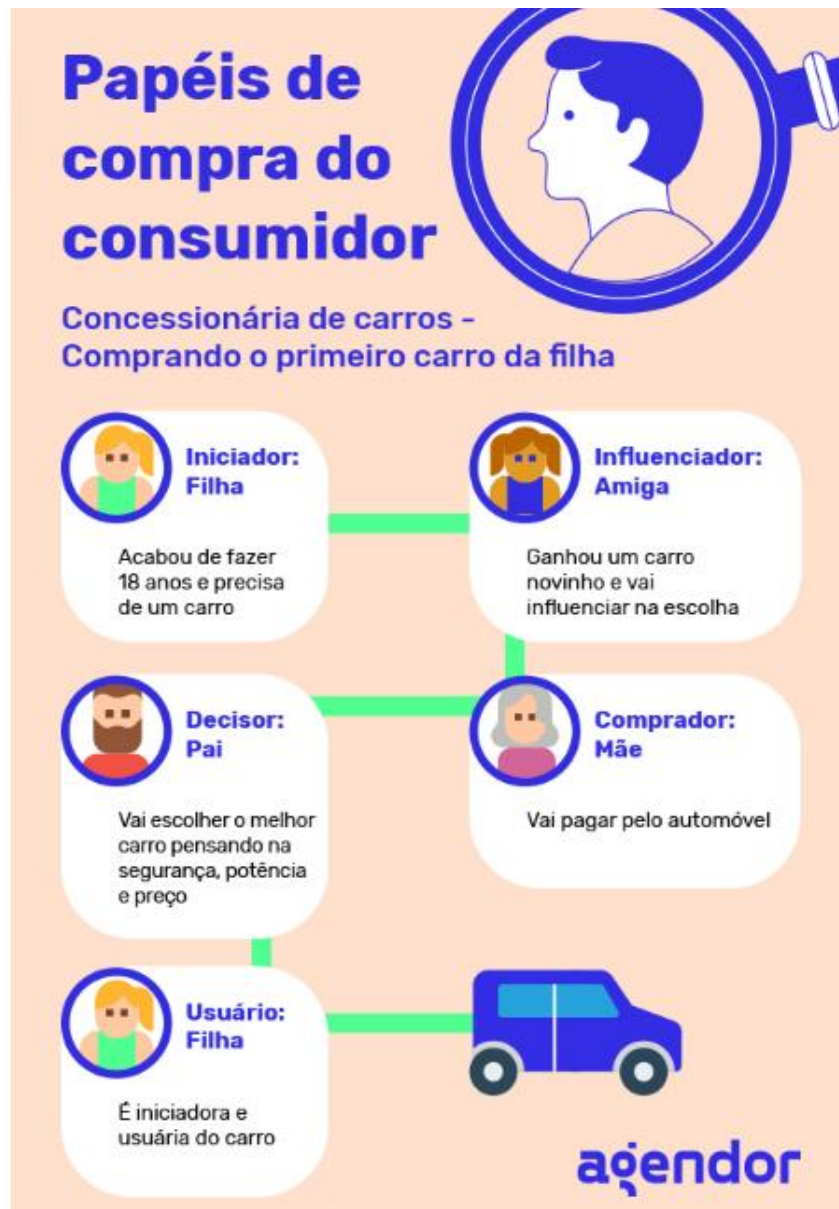 Papéis de
compra do
consumidor
Concessionária de carros -
Comprando o primeiro carro da filha
Iniciador:
Filha
Acabou de fazer
18 anos e precisa
de um carro
Influenciador:
Amiga
Ganhou um carro
novinho e vai
influenciar na escolha
Decisor:
Pai
Vai escolher o melhor
carro pensando na
segurança, potência
e preço
Comprador:
Mãe
Vai pagar pelo automóvel
Usuário:
Filha
É iniciadora e
usuária do carro
agendor